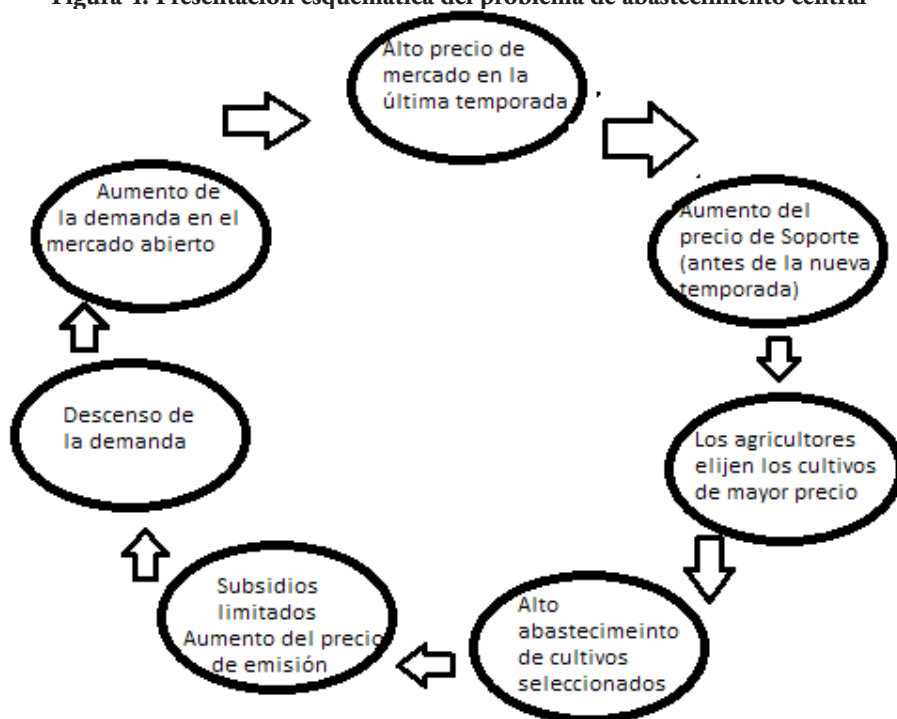 Figura 1. Presentación esquemática del problema de abastecimiento central
Alto precio de
mercado en la
última temporada
Aumento del
precio de Soporte
(antes de la nueva
temporada)
Los agricultores
elijen los cultivos
de mayor precio
Alto
abastecimeinto
de cultivos
seleccionados
Subsidios
limitados
Aumento del precio
de emisión
Descenso de
la demanda
Aumento de
la demanda en el
mercado abierto